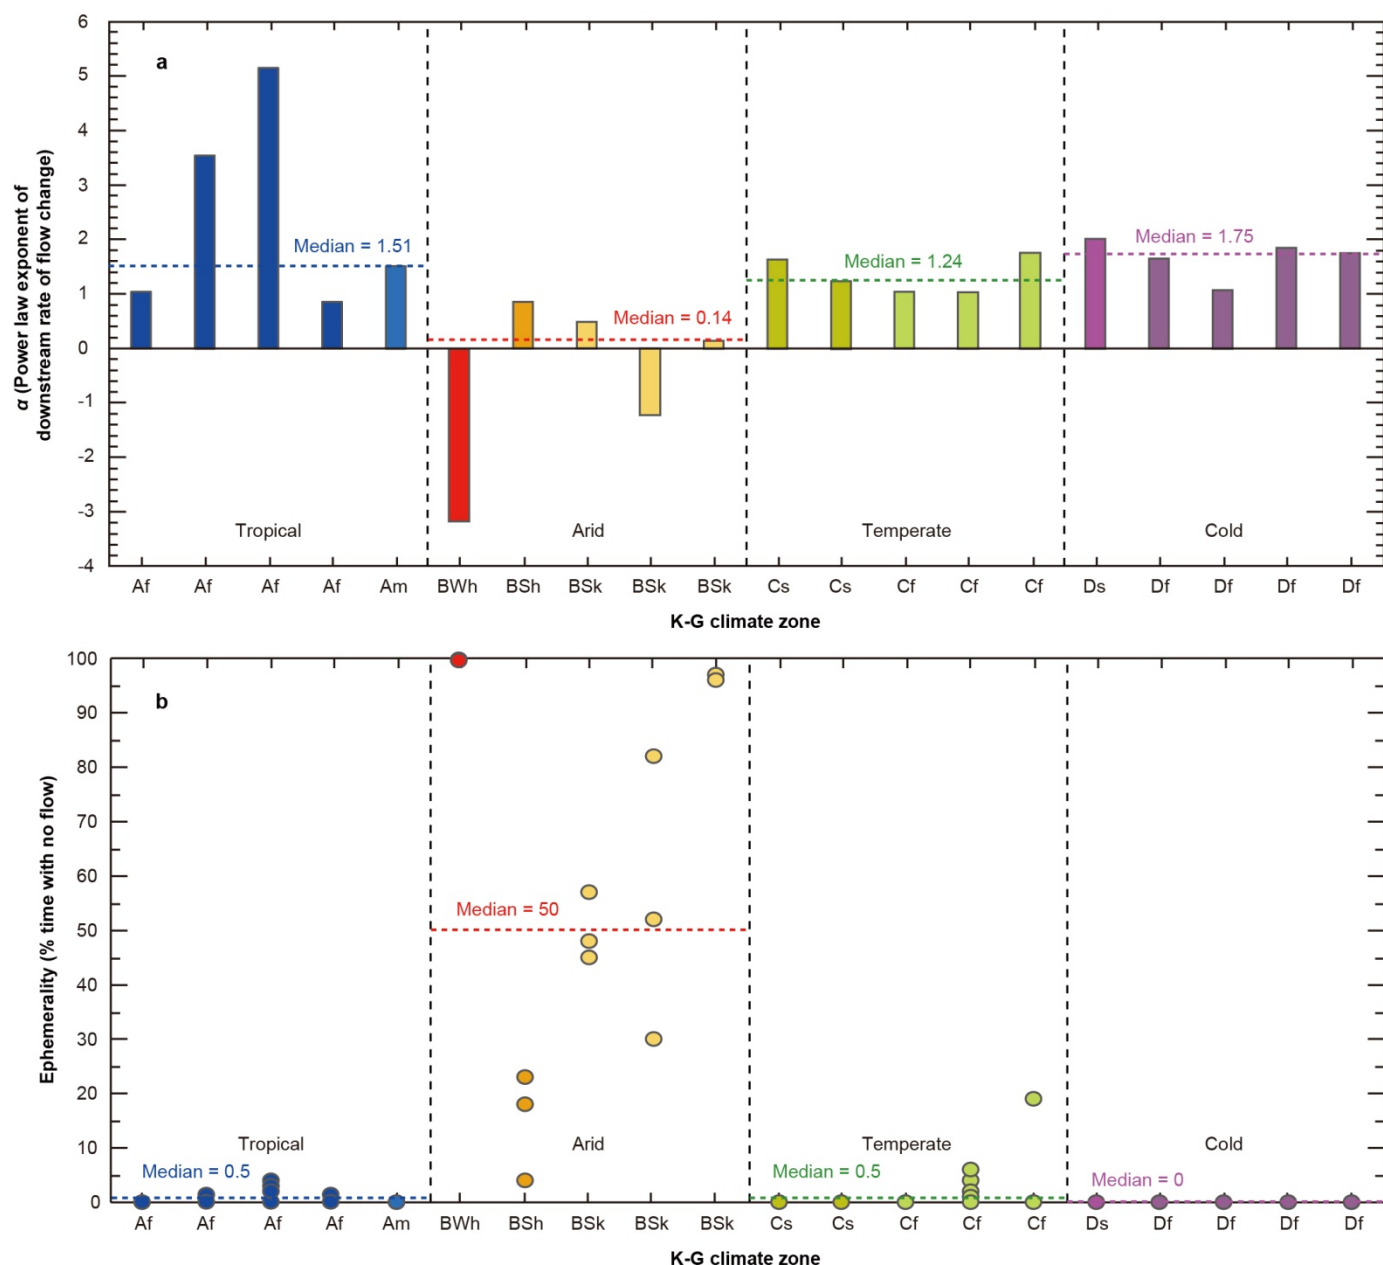 a
6
5
4
3
2
1
0
-1
-2
-3
-4
α (Power law exponent of
downstream rate of flow change)
Median = 1.51
Median = 0.14
Median = 1.24
Median = 1.75
Tropical Arid Temperate Cold
Af Af Af Af Am BWh BSh BSk BSk BSk Cs Cs Cf Cf Cf Ds Df Df Df Df
K-G climate zone
b
100
90
80
70
60
50
40
30
20
10
0
Ephemerality (% time with no flow)
Median = 50
Tropical Arid Temperate Cold
Median = 0.5
Median = 0.5
Median = 0
Af Af Af Af Am BWh BSh BSk BSk BSk Cs Cs Cf Cf Cf Ds Df Df Df Df
K-G climate zone